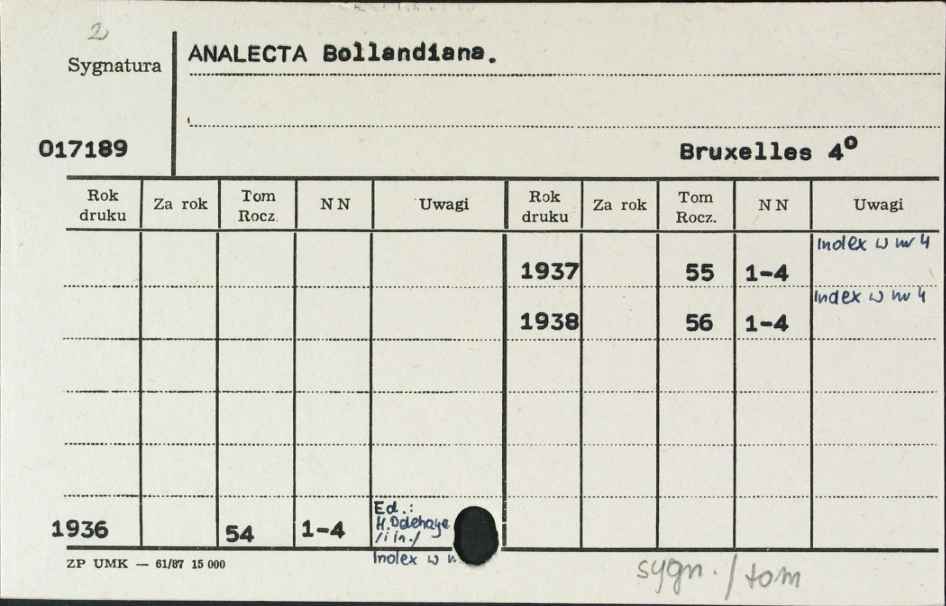 2
Sygnatura
ANALECTA Bollandiana.
017189
Bruxelles 4º
Rok druku Za rok Tom Rocz. NN Uwagi Rok druku Za rok Tom Rocz. NN Uwagi
Index w nr 4
1937 55 1-4
Index w nr 4
1938 56 1-4
Ed.:
H. Delehaye
1936 54 1-4 /i in./
Index w n
ZP UMK — 61/87 15 000
sygn./tom